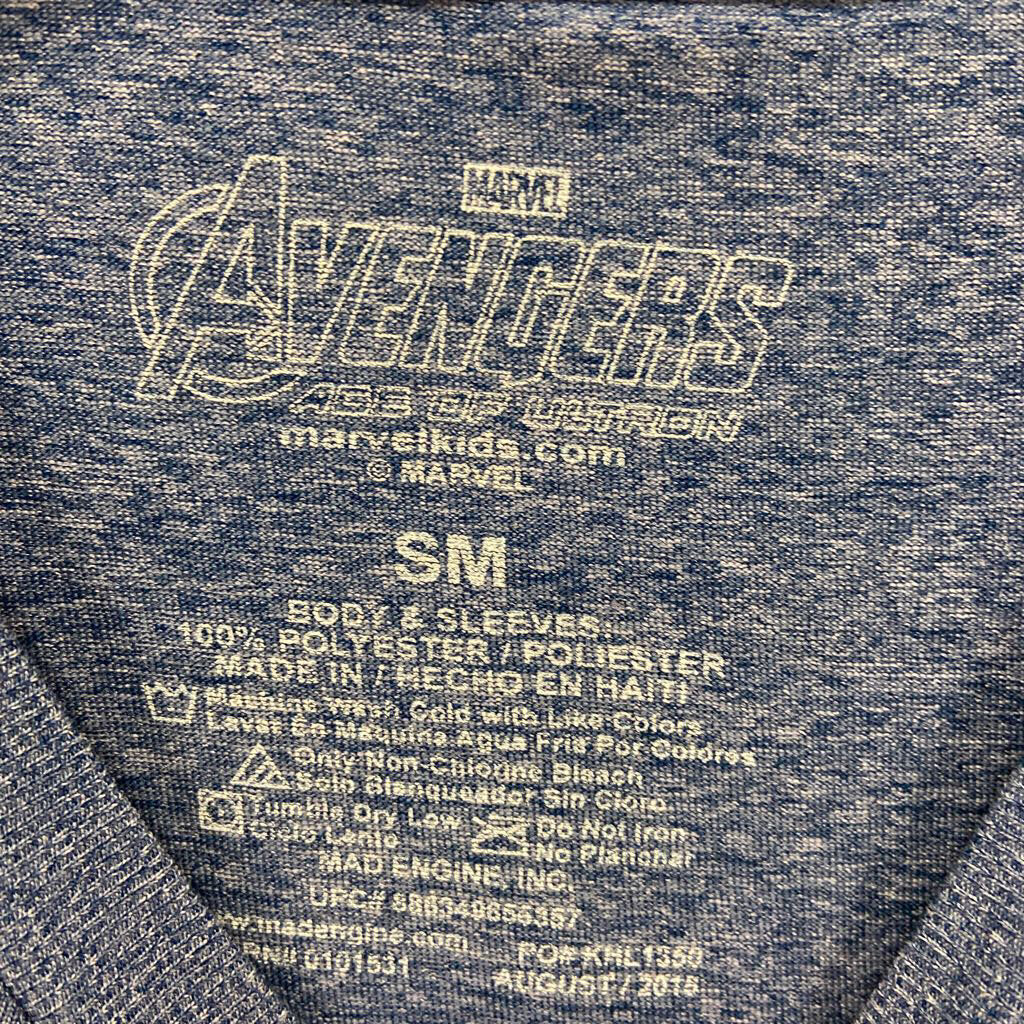 MARVEL
AVENGERS
AGE OF ULTRON
marvelkids.com
© MARVEL
SM
BODY & SLEEVES:
100% POLYESTER / POLIESTER
MADE IN / HECHO EN HAITI
Machine Wash Cold with Like Colors
Lavar En Maquina Agua Fria Por Colores
Only Non-Chlorine Bleach
Solo Blanqueador Sin Cloro
Tumble Dry Low
Ciclo Lento
Do Not Iron
No Planchar
MAD ENGINE, INC.
UPC#
.madengine.com
0101531
AUGUST / 2015